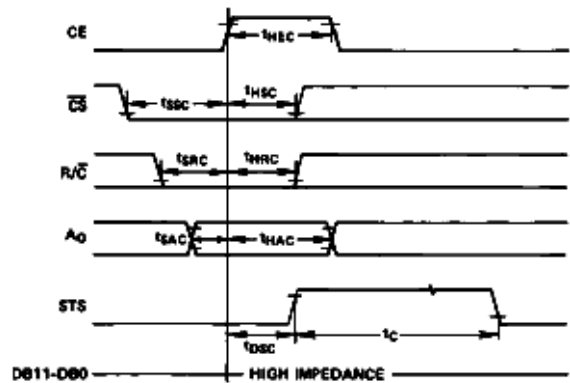 CE
tHEC
CS
tSSC
tHSC
R/C
tSRC
tHRC
A0
tSAC
tHAC
STS
tDSC
tC
DB11-DB0
HIGH IMPEDANCE